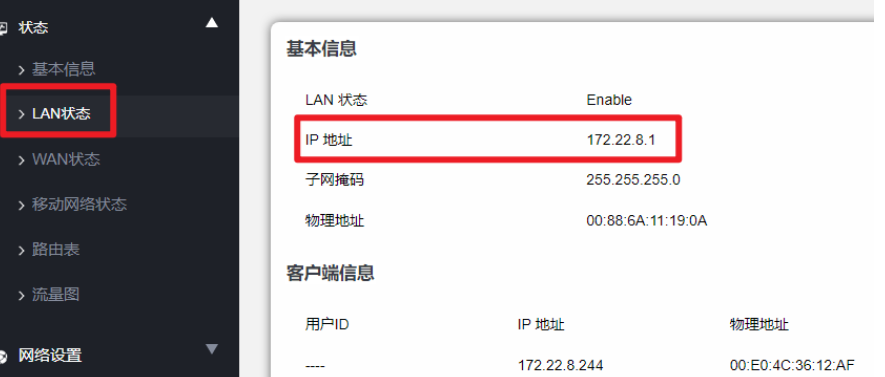 状态
基本信息
LAN状态
WAN状态
移动网络状态
路由表
流量图
网络设置
基本信息
LAN 状态 Enable
IP 地址 172.22.8.1
子网掩码 255.255.255.0
物理地址 00:88:6A:11:19:0A
客户端信息
用户ID IP 地址 物理地址
---- 172.22.8.244 00:E0:4C:36:12:AF